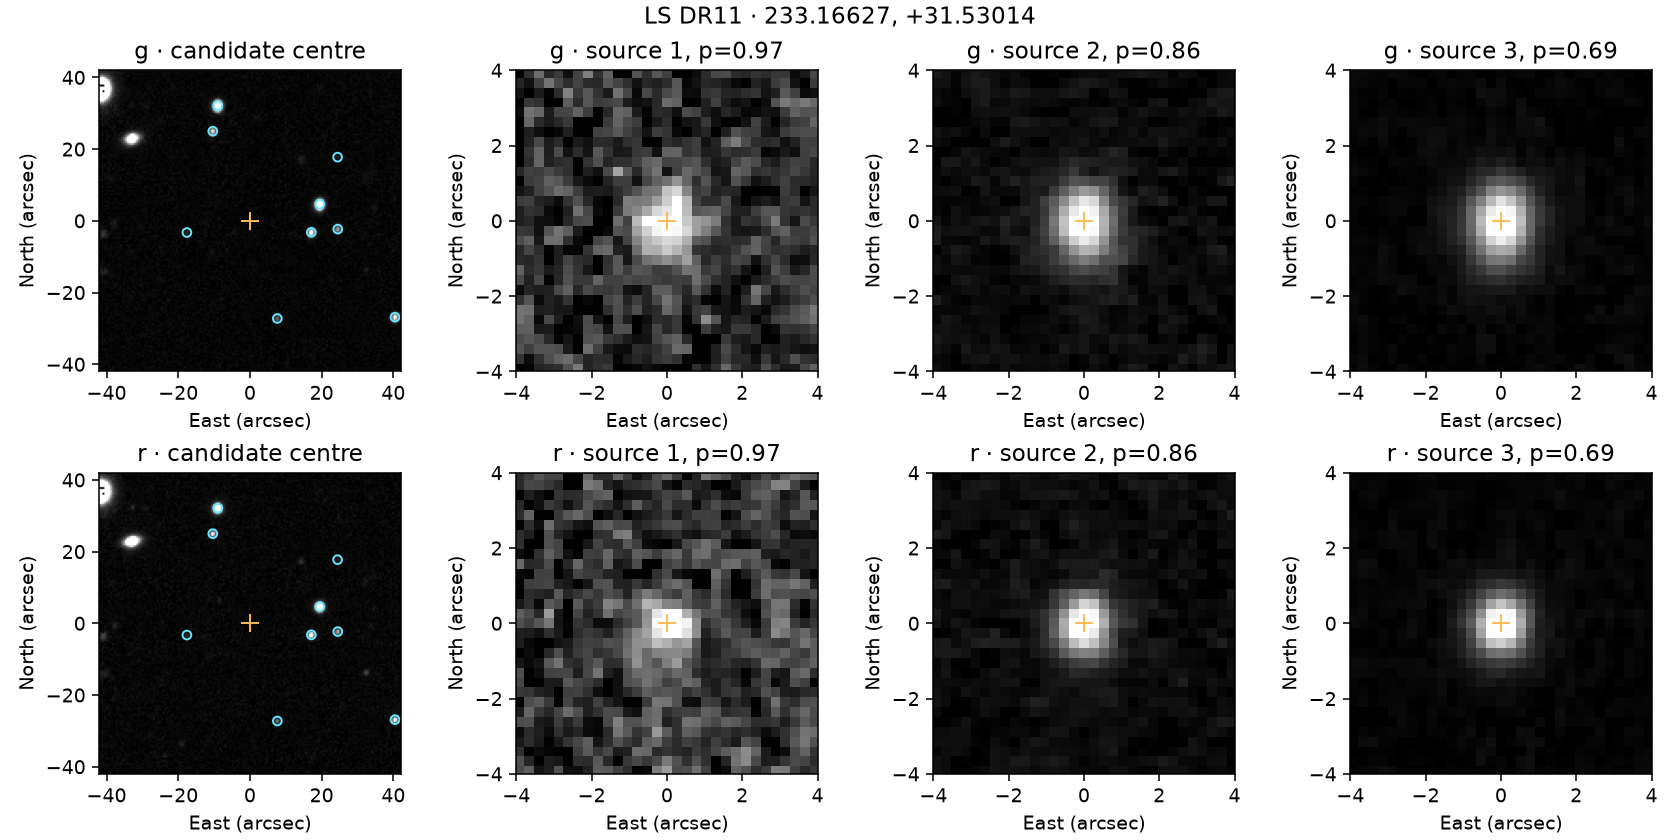 LS DR11 · 233.16627, +31.53014
g · candidate centre
g · source 1, p=0.97
g · source 2, p=0.86
g · source 3, p=0.69
North (arcsec)
40
20
0
−20
−40
−40 −20 0 20 40
East (arcsec)
North (arcsec)
4
2
0
−2
−4
−4 −2 0 2 4
East (arcsec)
North (arcsec)
4
2
0
−2
−4
−4 −2 0 2 4
East (arcsec)
North (arcsec)
4
2
0
−2
−4
−4 −2 0 2 4
East (arcsec)
r · candidate centre
r · source 1, p=0.97
r · source 2, p=0.86
r · source 3, p=0.69
North (arcsec)
40
20
0
−20
−40
−40 −20 0 20 40
East (arcsec)
North (arcsec)
4
2
0
−2
−4
−4 −2 0 2 4
East (arcsec)
North (arcsec)
4
2
0
−2
−4
−4 −2 0 2 4
East (arcsec)
North (arcsec)
4
2
0
−2
−4
−4 −2 0 2 4
East (arcsec)